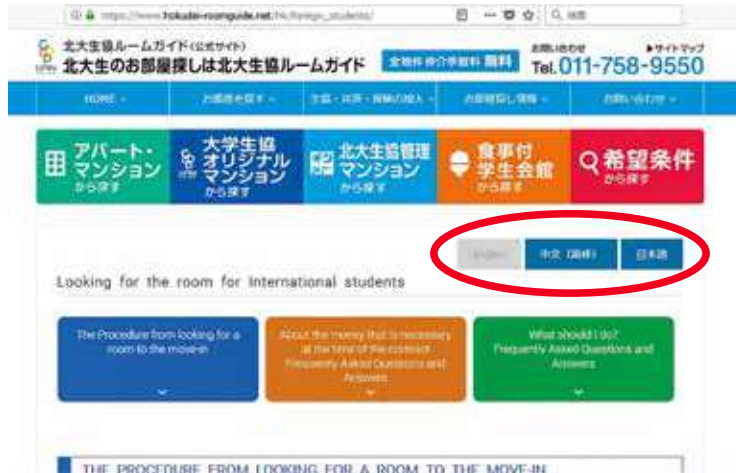 https://www.hokudai-roomguide.net/hk/foreign_students/
北大生協ルームガイド(公式サイト)
北大生のお部屋探しは北大生協ルームガイド
全物件 仲介手数料 無料
お問い合わせ
サイトマップ
Tel.011-758-9550
HOME
お部屋を探す
お部屋探し情報
お問い合わせ
アパート・
マンション
から探す
大学生協
オリジナル
マンション
から探す
北大生協管理
マンション
から探す
食事付
学生会館
から探す
希望条件
から探す
English
中文(简体)
日本語
Looking for the room for International students
The Procedure from looking for a
room to the move-in
About the money that is necessary
at the time of the contract
Frequently Asked Questions and
Answers
What should I do?
Frequently Asked Questions and
Answers
THE PROCEDURE FROM LOOKING FOR A ROOM TO THE MOVE-IN